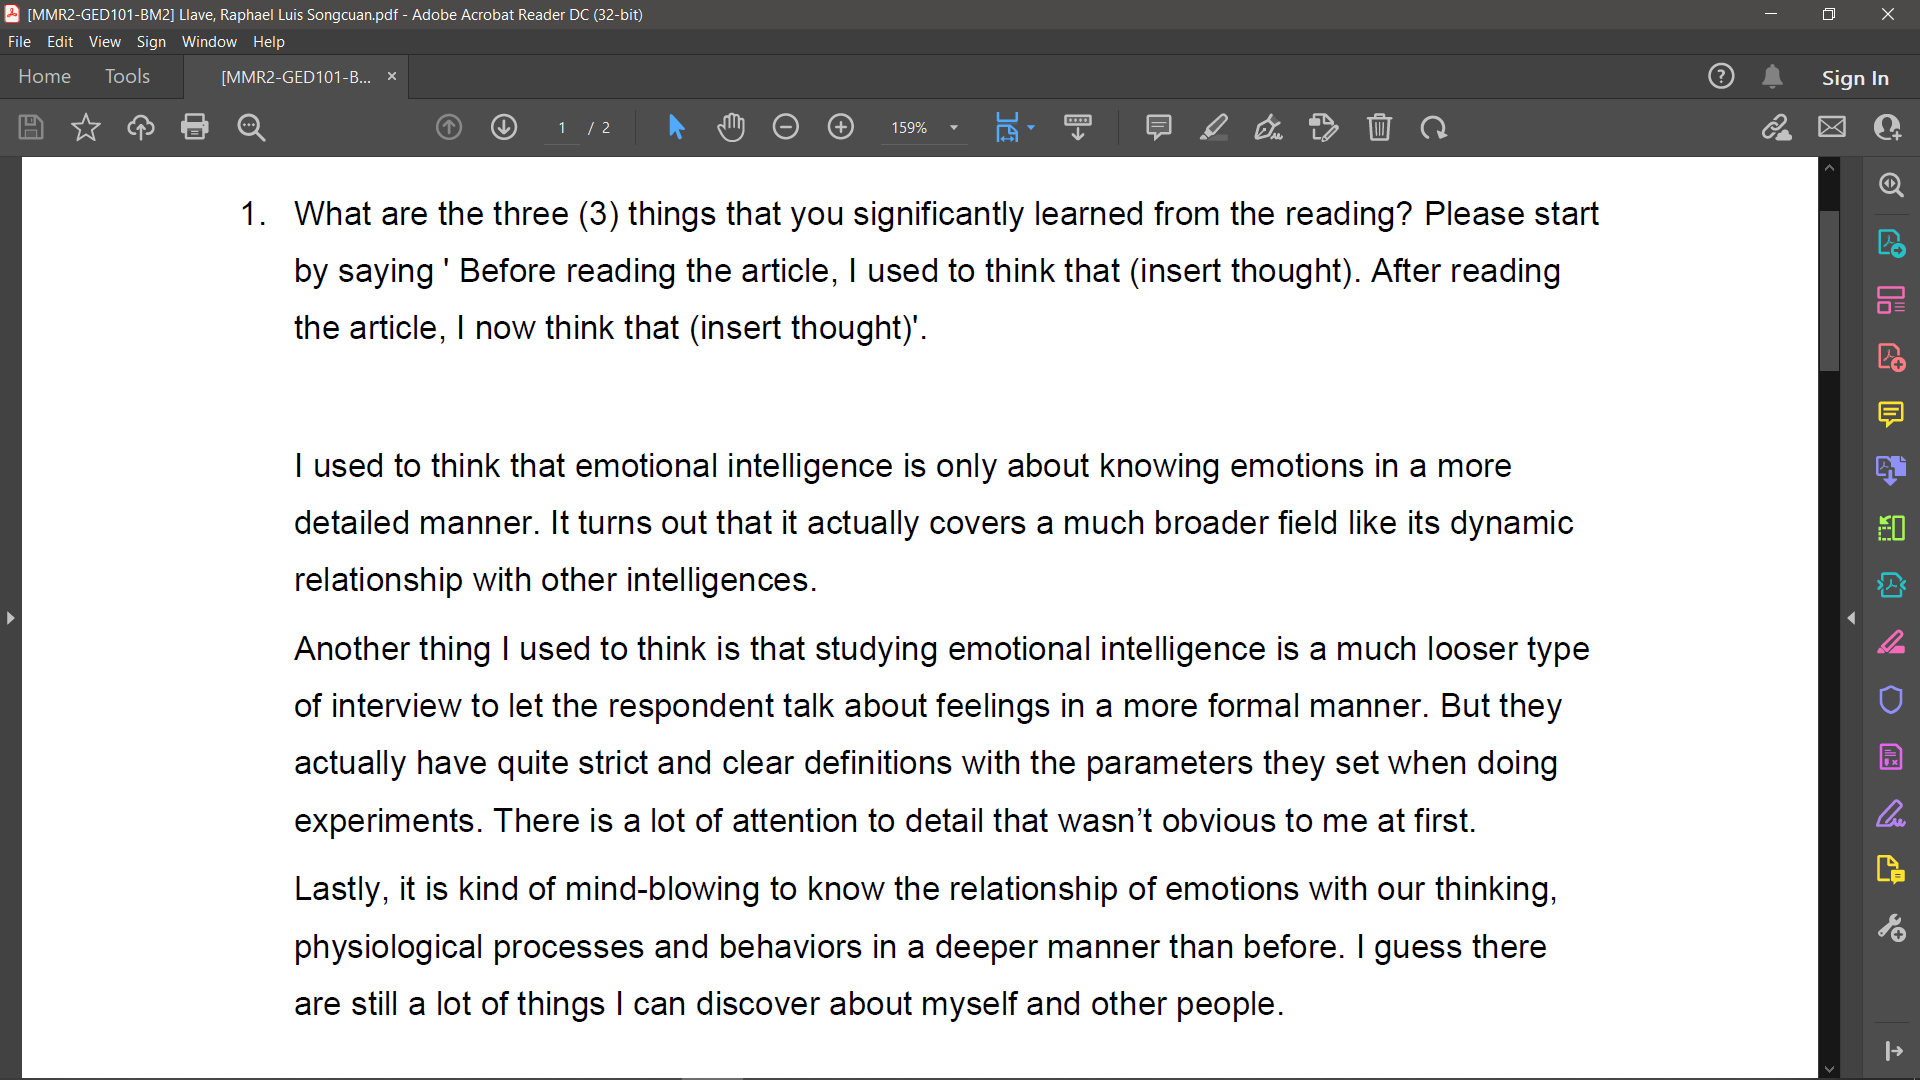 [MMR2-GED101-BM2] Llave, Raphael Luis Songcuan.pdf - Adobe Acrobat Reader DC (32-bit)
File Edit View Sign Window Help
Home Tools [MMR2-GED101-B... × ? Sign In
1 / 2 159%
1. What are the three (3) things that you significantly learned from the reading? Please start
by saying ' Before reading the article, I used to think that (insert thought). After reading
the article, I now think that (insert thought)'.
I used to think that emotional intelligence is only about knowing emotions in a more
detailed manner. It turns out that it actually covers a much broader field like its dynamic
relationship with other intelligences.
Another thing I used to think is that studying emotional intelligence is a much looser type
of interview to let the respondent talk about feelings in a more formal manner. But they
actually have quite strict and clear definitions with the parameters they set when doing
experiments. There is a lot of attention to detail that wasn’t obvious to me at first.
Lastly, it is kind of mind-blowing to know the relationship of emotions with our thinking,
physiological processes and behaviors in a deeper manner than before. I guess there
are still a lot of things I can discover about myself and other people.